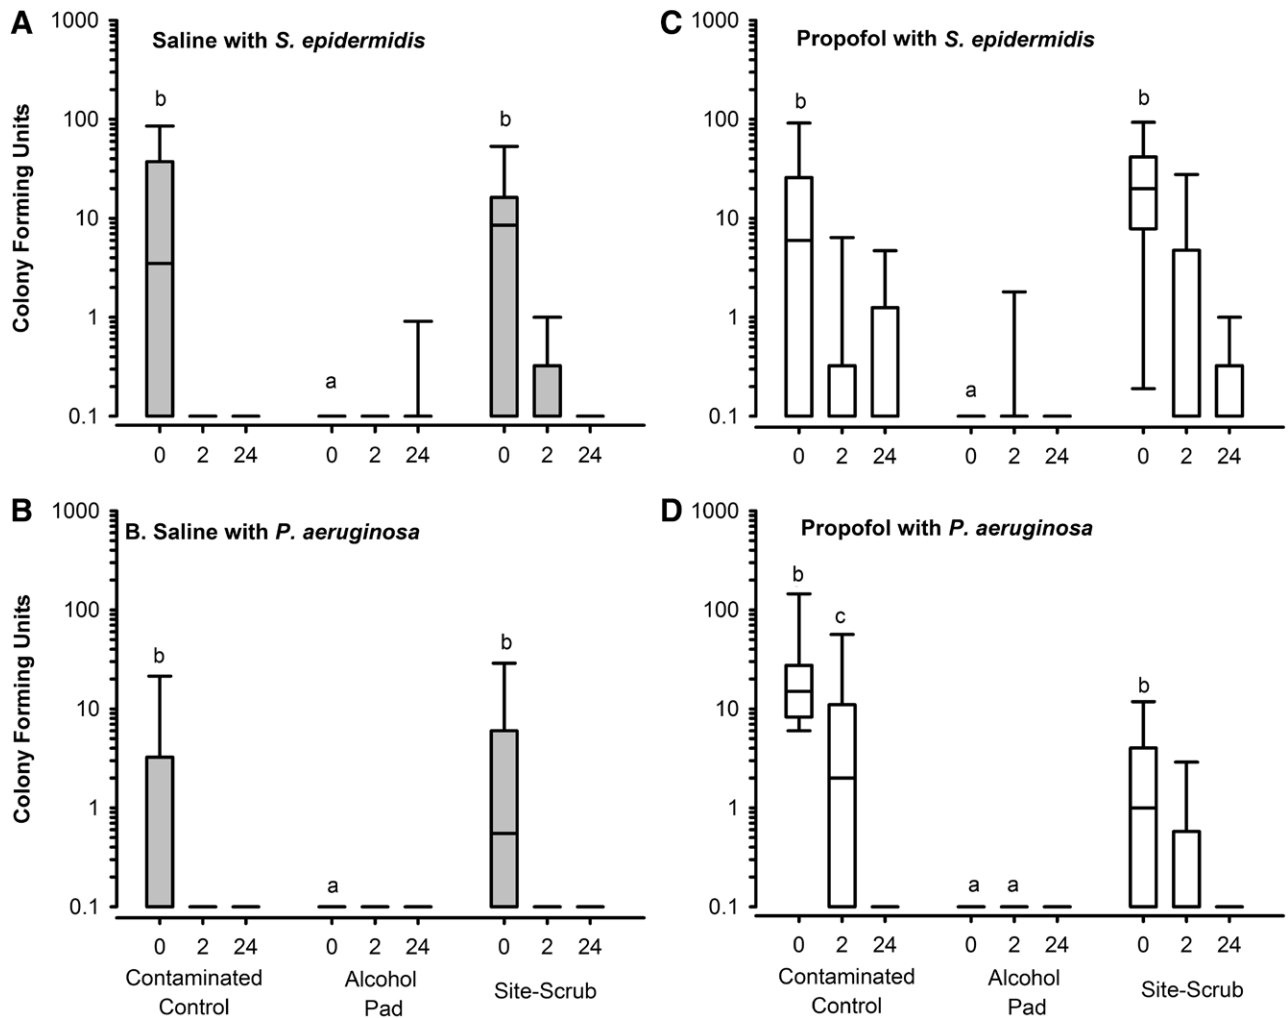 A
Saline with S. epidermidis
Colony Forming Units
1000
100
10
1
0.1
b
a
b
0 2 24 0 2 24 0 2 24
C
Propofol with S. epidermidis
1000
100
10
1
0.1
b
a
b
0 2 24 0 2 24 0 2 24
B
B. Saline with P. aeruginosa
Colony Forming Units
1000
100
10
1
0.1
b
a
b
0 2 24 0 2 24 0 2 24
Contaminated
Control
Alcohol
Pad
Site-Scrub
D
Propofol with P. aeruginosa
1000
100
10
1
0.1
b
c
a a
b
0 2 24 0 2 24 0 2 24
Contaminated
Control
Alcohol
Pad
Site-Scrub